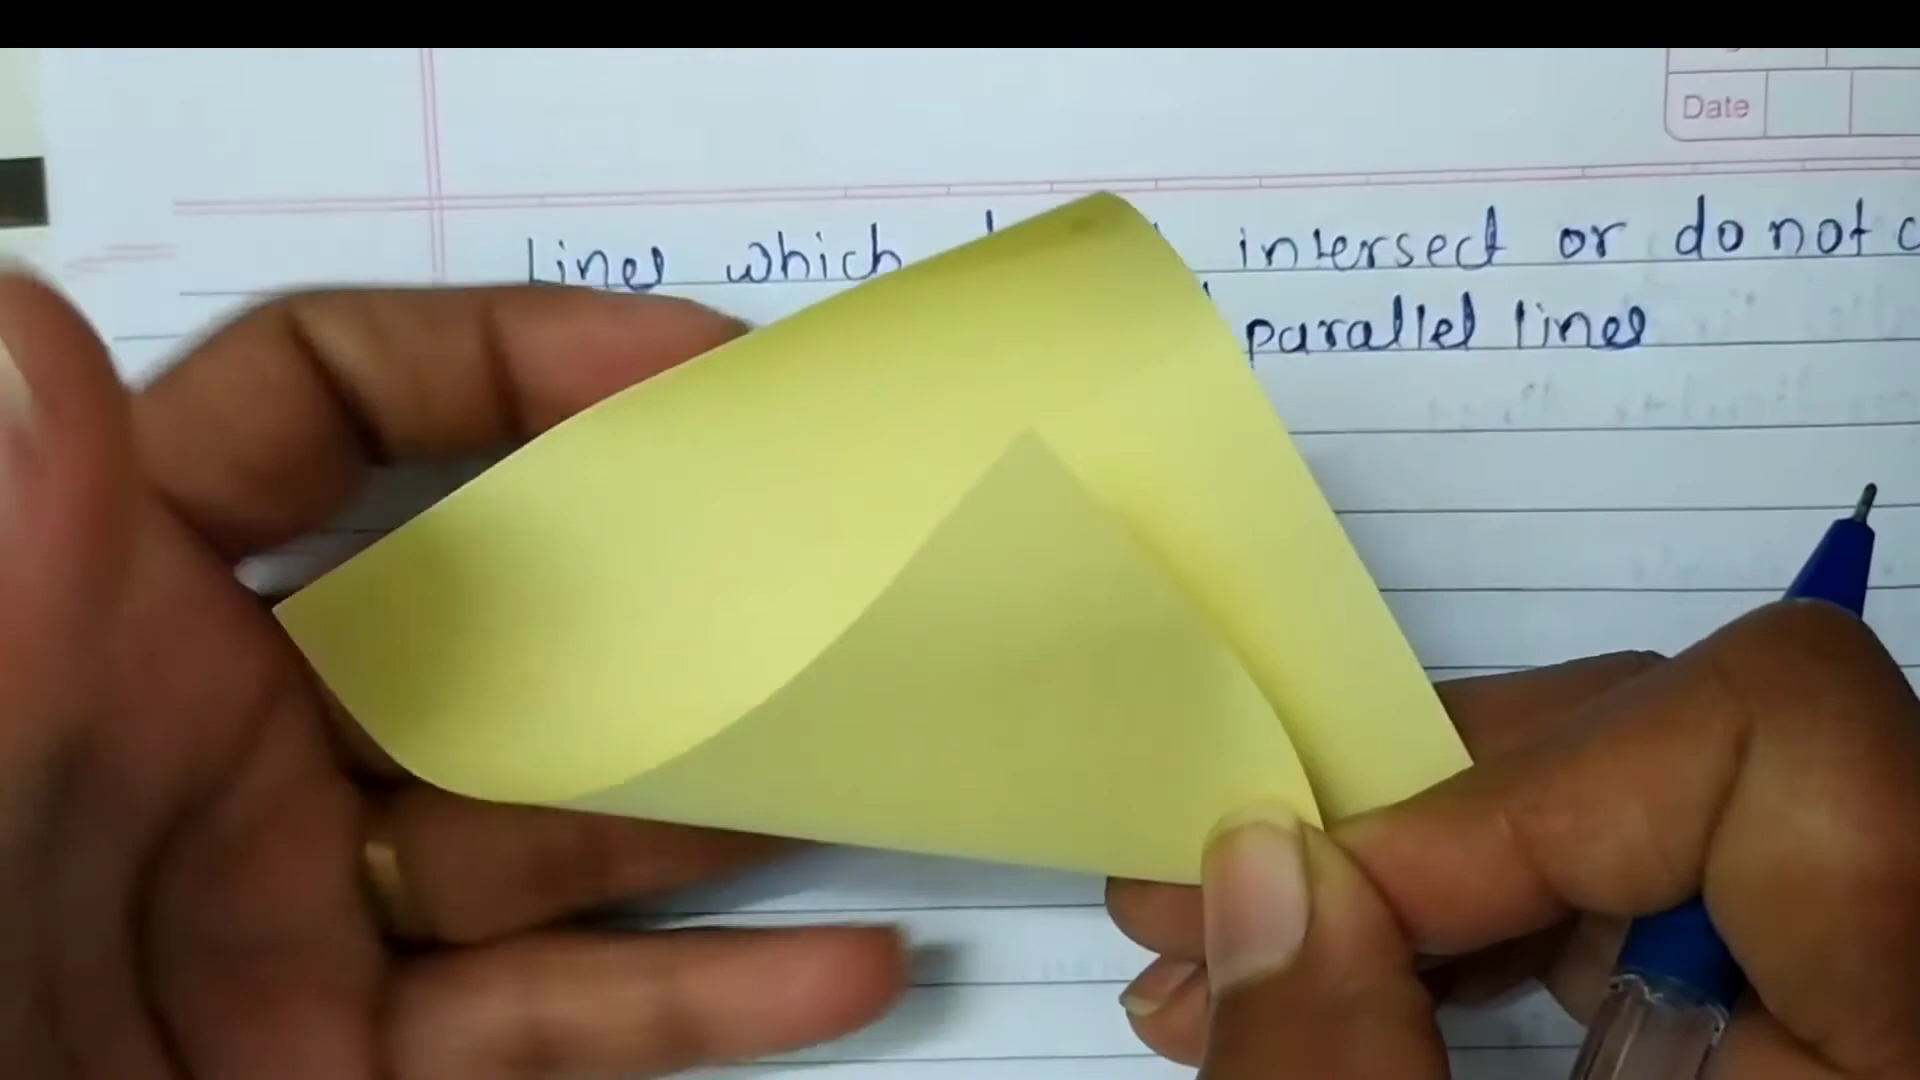 Date
Lines which intersect or do not
parallel lines